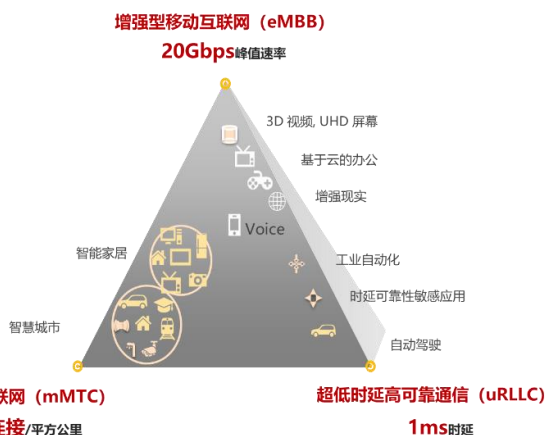 增强型移动互联网（eMBB）
20Gbps峰值速率
3D 视频, UHD 屏幕
基于云的办公
增强现实
Voice
智能家居
工业自动化
时延可靠性敏感应用
智慧城市
自动驾驶
联网（mMTC）
超低时延高可靠通信（uRLLC）
连接/平方公里
1ms时延